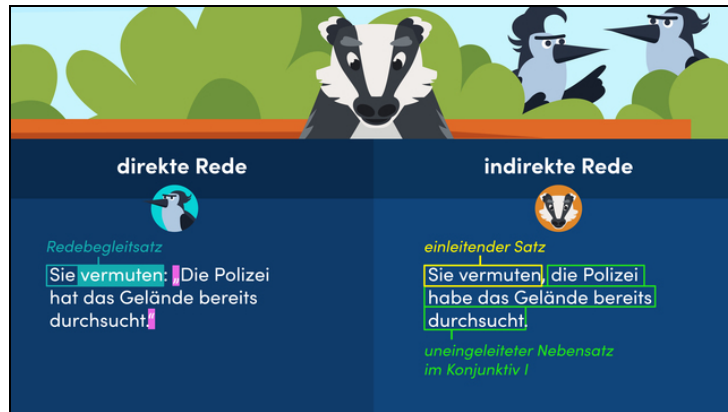 direkte Rede
Redebegleitsatz
Sie vermuten: „Die Polizei
hat das Gelände bereits
durchsucht.“
indirekte Rede
einleitender Satz
Sie vermuten, die Polizei
habe das Gelände bereits
durchsucht.
uneingeleiteter Nebensatz
im Konjunktiv I